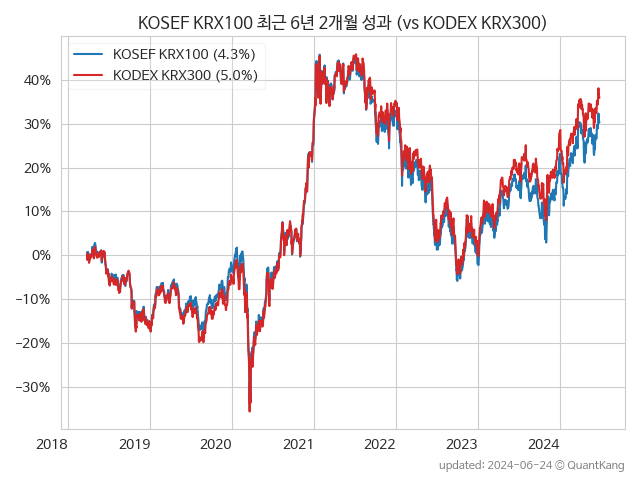 KOSEF KRX100 최근 6년 2개월 성과 (vs KODEX KRX300)
KOSEF KRX100 (4.3%)
KODEX KRX300 (5.0%)
40%
30%
20%
10%
0%
−10%
−20%
−30%
2018 2019 2020 2021 2022 2023 2024
updated: 2024-06-24 © QuantKang